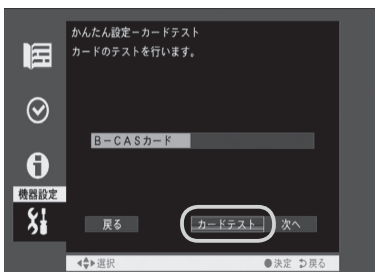 かんたん設定－カードテスト
カードのテストを行います。
B－CASカード
機器設定
戻る
カードテスト
次へ
選択
決定
戻る